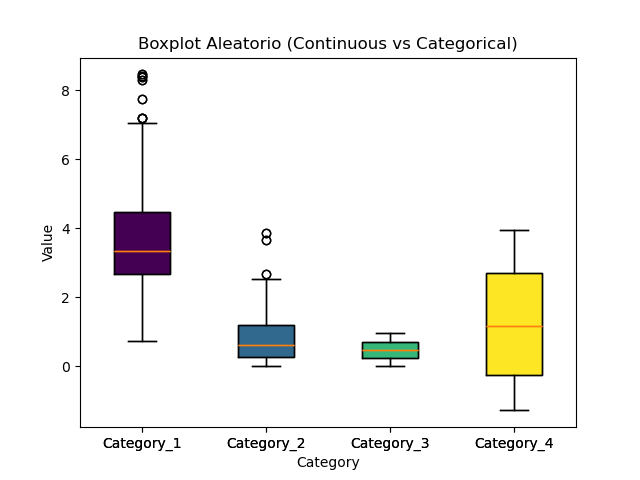 Boxplot Aleatorio (Continuous vs Categorical)
8
6
4
2
0
Value
Category_1 Category_2 Category_3 Category_4
Category